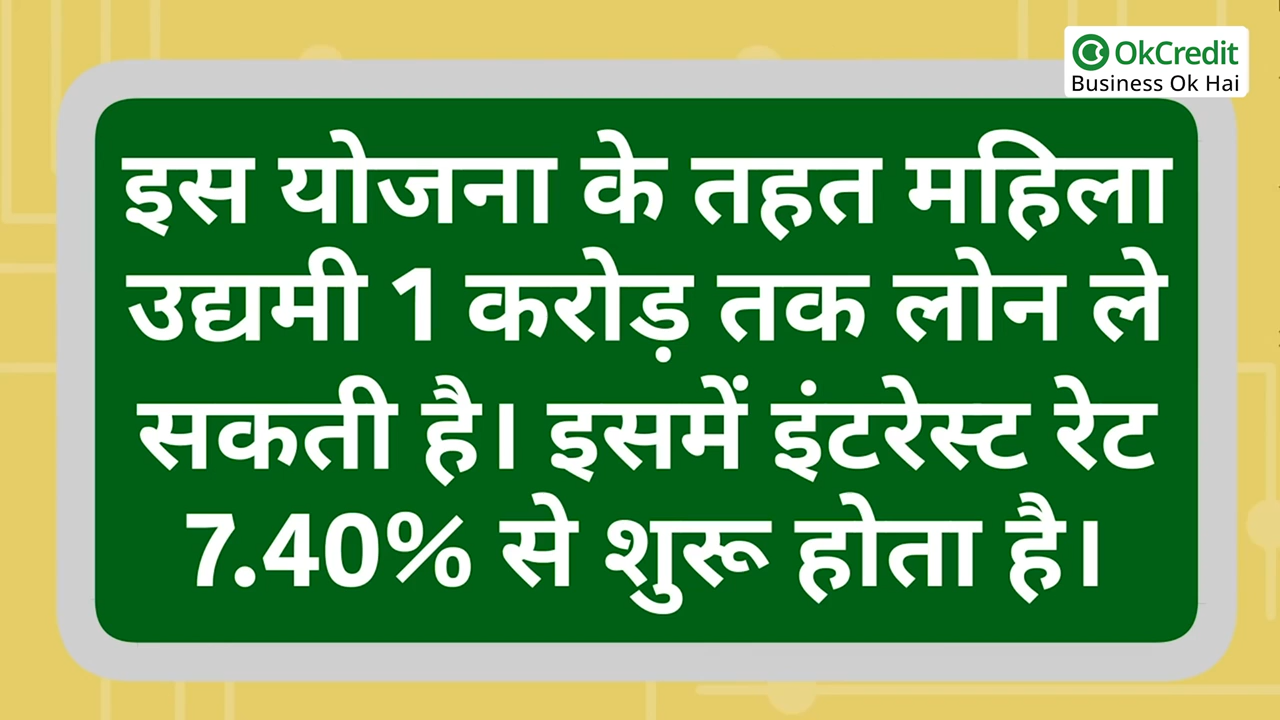 OkCredit
Business Ok Hai
इस योजना के तहत महिला
उद्यमी 1 करोड़ तक लोन ले
सकती है। इसमें इंटरेस्ट रेट
7.40% से शुरू होता है।